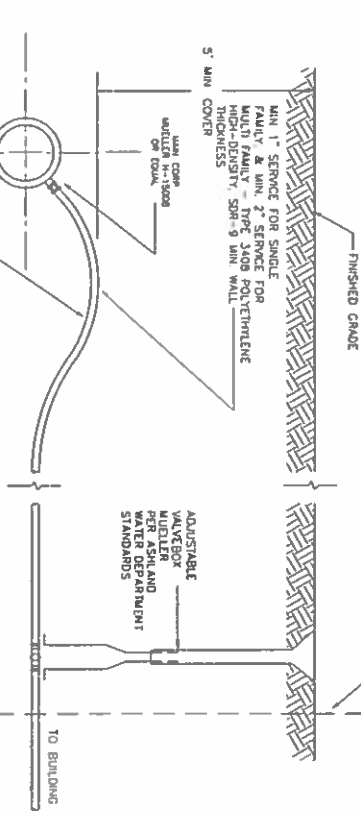 FINISHED GRADE
MIN 1" SERVICE FOR SINGLE
FAMILY, & MIN. 2" SERVICE FOR
MULTI FAMILY - TYPE 3408 POLYETHYLENE
HIGH-DENSITY, SDR-9 MIN. WALL
THICKNESS
5' MIN COVER
MAIN CORP
MUELLER H-15008
OR EQUAL
ADJUSTABLE
VALVEBOX
MUELLER
PER ASHLAND
WATER DEPARTMENT
STANDARDS
TO BUILDING